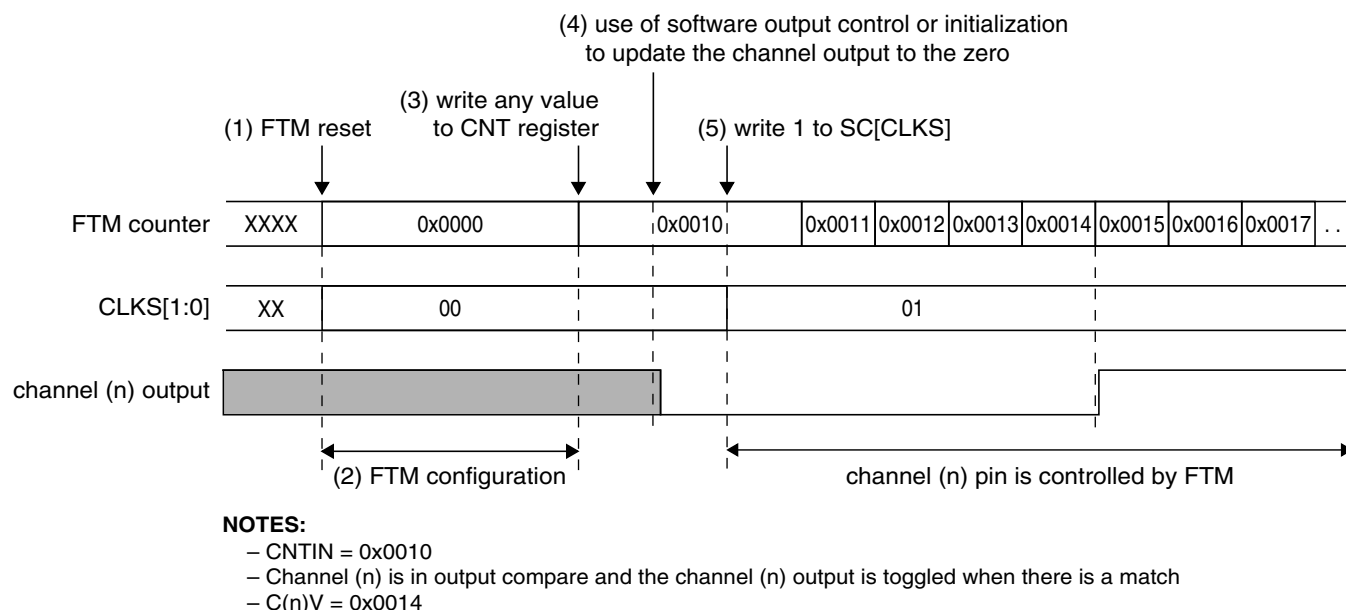 (4) use of software output control or initialization
to update the channel output to the zero
(3) write any value
to CNT register
(1) FTM reset
(5) write 1 to SC[CLKS]
FTM counter XXXX 0x0000 0x0010 0x0011 0x0012 0x0013 0x0014 0x0015 0x0016 0x0017 . .
CLKS[1:0] XX 00 01
channel (n) output
(2) FTM configuration
channel (n) pin is controlled by FTM
NOTES:
– CNTIN = 0x0010
– Channel (n) is in output compare and the channel (n) output is toggled when there is a match
– C(n)V = 0x0014